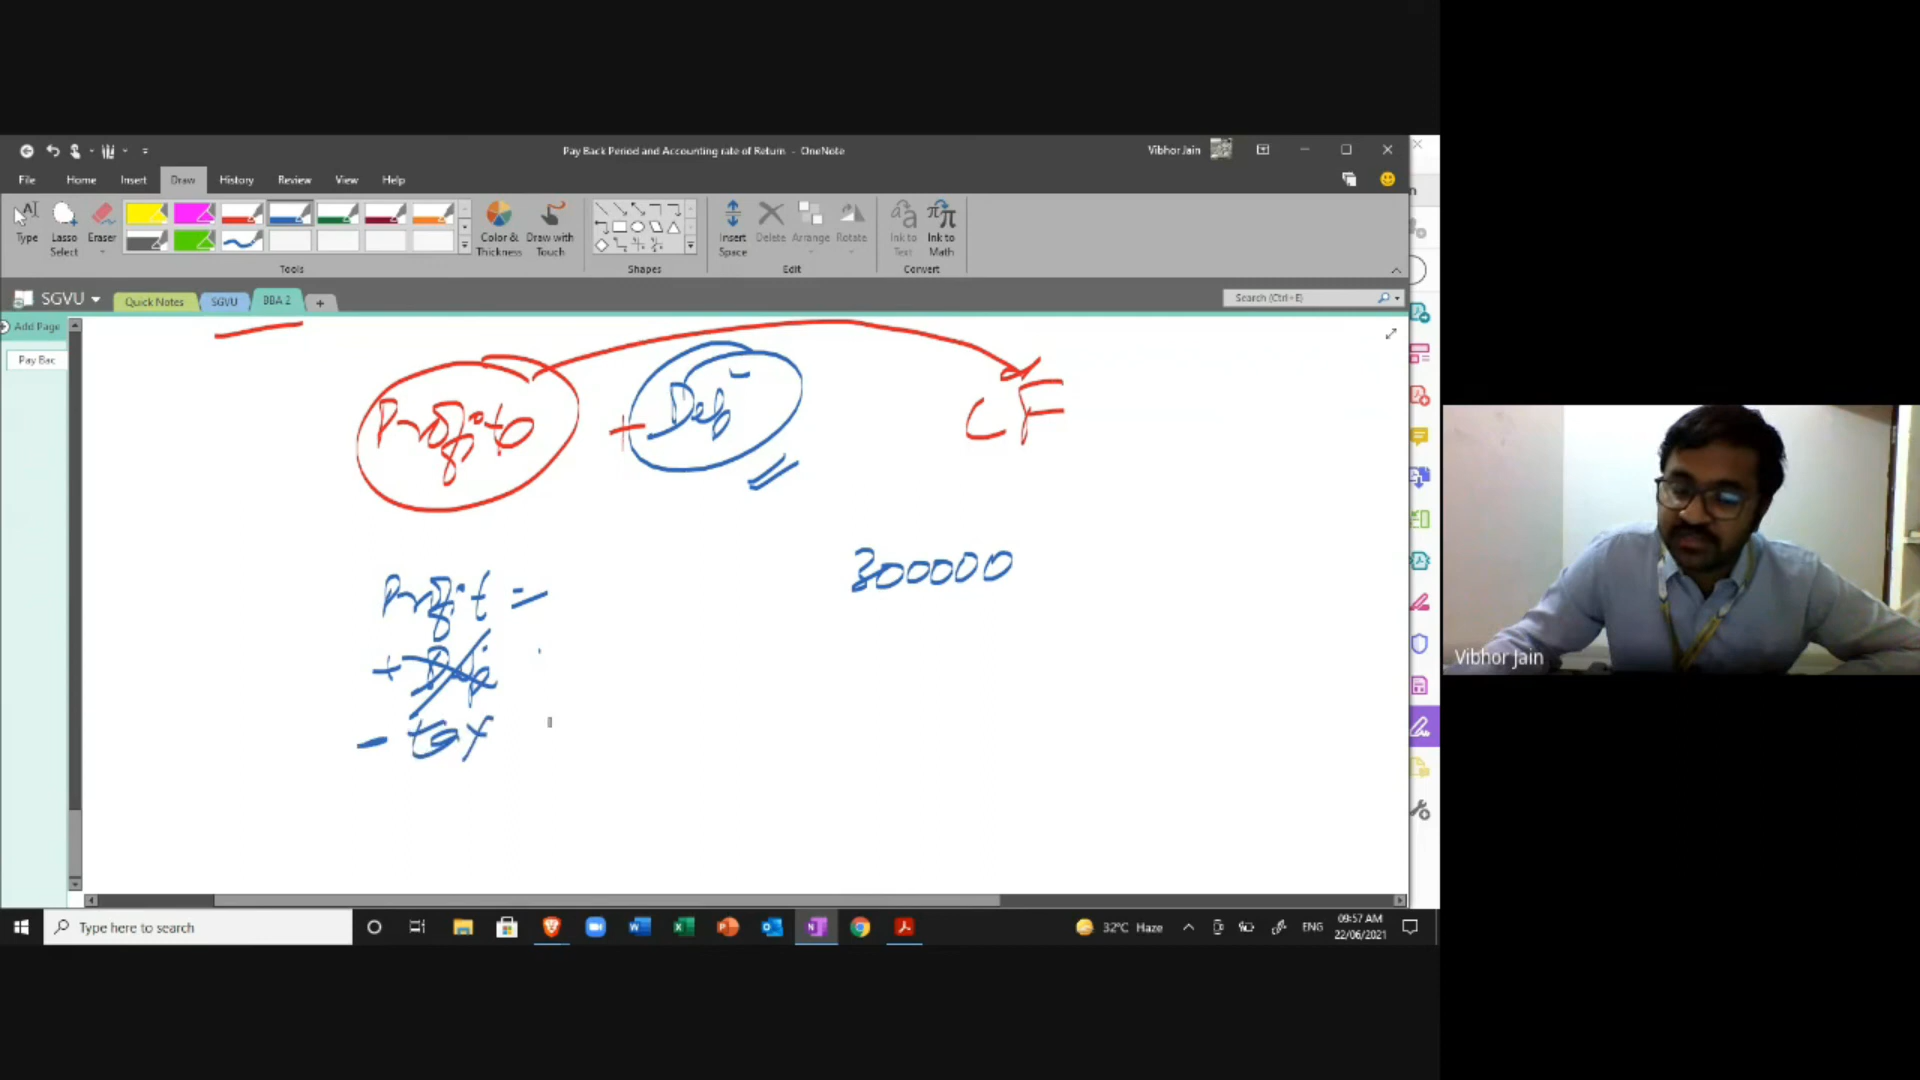 Pay Back Period and Accounting rate of Return - OneNote
Vibhor Jain
File Home Insert Draw History Review View Help
Type
Lasso Select
Eraser
Color & Thickness
Draw with Touch
Insert Space
Delete
Arrange
Rotate
Ink to Text
Ink to Math
Tools
Shapes
Edit
Convert
SGVU
Quick Notes
SGVU
BBA 2
Search (Ctrl+E)
Add Page
Pay Bac
Profit + Dep CF
Profit = 300000
+ Dep
- tax
Vibhor Jain
Type here to search
32°C Haze
ENG
09:57 AM
22/06/2021